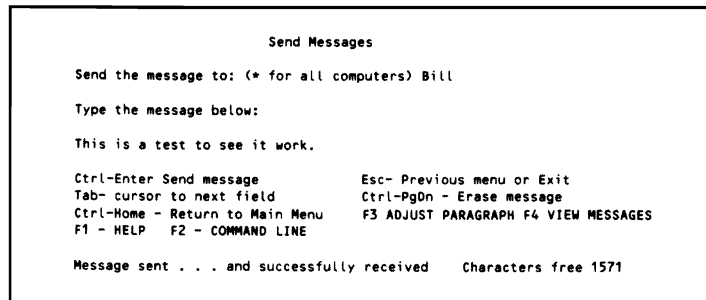 Send Messages
Send the message to: (* for all computers) Bill
Type the message below:
This is a test to see it work.
Ctrl-Enter Send message Esc- Previous menu or Exit
Tab- cursor to next field Ctrl-PgDn - Erase message
Ctrl-Home - Return to Main Menu F3 ADJUST PARAGRAPH F4 VIEW MESSAGES
F1 - HELP F2 - COMMAND LINE
Message sent . . . and successfully received Characters free 1571